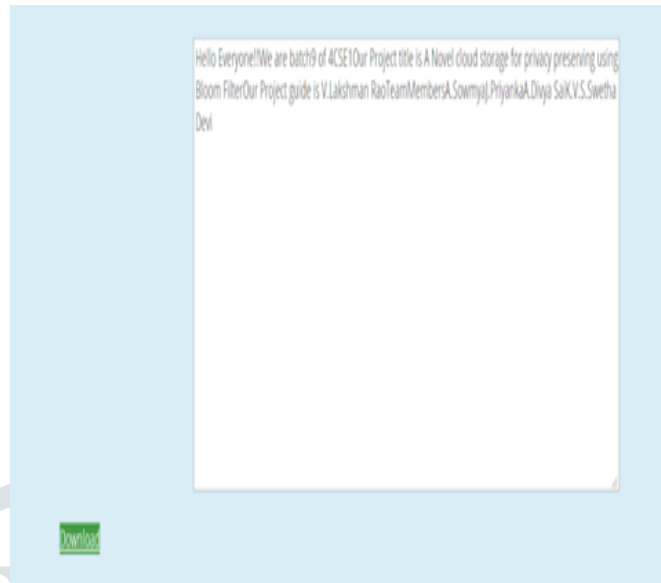 Hello Everyone!!We are batch9 of 4CSE1Our Project title is A Novel cloud storage for privacy preserving using
Bloom FilterOur Project guide is V.Lakshman RaoTeamMembersA.SowmyaJ.PriyankaA.Divya SaiK.V.S.Swetha
Devi
Download